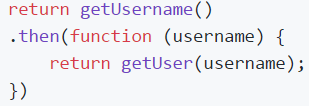 return getUsername()
.then(function (username) {
    return getUser(username);
})